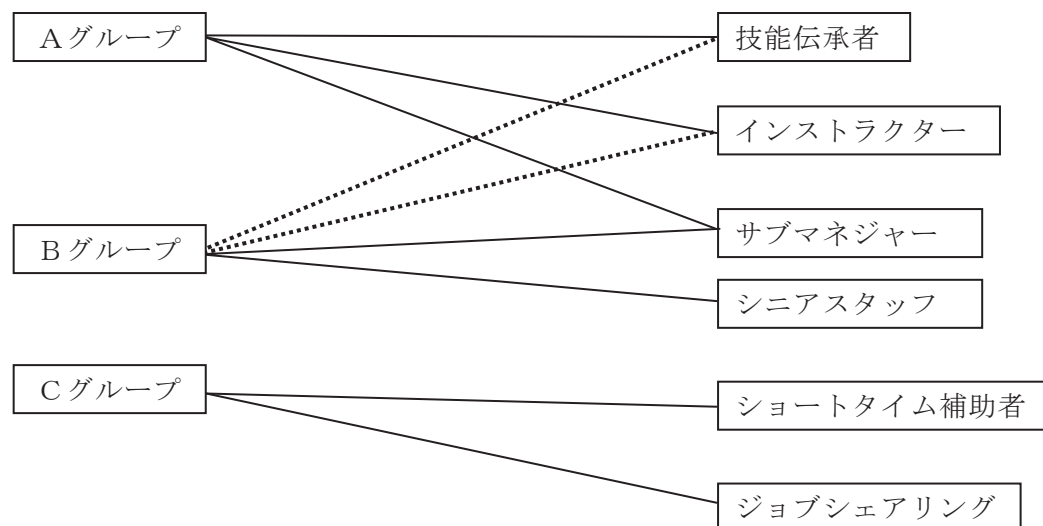 Ａグループ
技能伝承者
インストラクター
Ｂグループ
サブマネジャー
シニアスタッフ
Ｃグループ
ショートタイム補助者
ジョブシェアリング